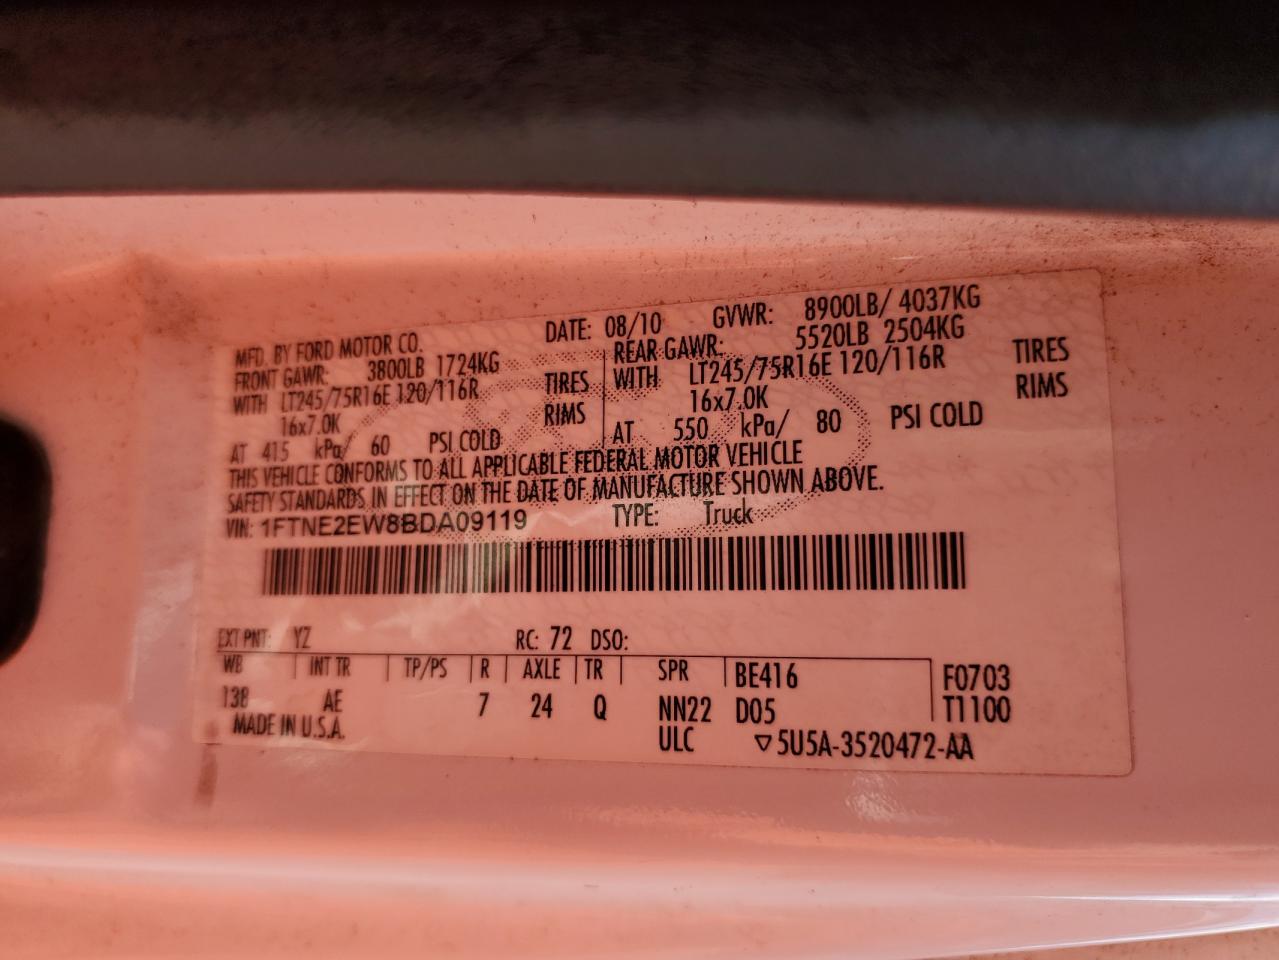 MFD. BY FORD MOTOR CO. DATE: 08/10 GVWR: 8900LB/ 4037KG
FRONT GAWR: 3800LB 1724KG REAR GAWR: 5520LB 2504KG
WITH LT245/75R16E 120/116R TIRES WITH LT245/75R16E 120/116R TIRES
16x7.0K RIMS 16x7.0K RIMS
AT 415 kPa/ 60 PSI COLD AT 550 kPa/ 80 PSI COLD
THIS VEHICLE CONFORMS TO ALL APPLICABLE FEDERAL MOTOR VEHICLE
SAFETY STANDARDS IN EFFECT ON THE DATE OF MANUFACTURE SHOWN ABOVE.
VIN: 1FTNE2EW8BDA09119 TYPE: Truck
EXT PNT: YZ RC: 72 DSO:
WB INT TR TP/PS R AXLE TR SPR BE416 F0703
138 AE 7 24 Q NN22 D05 T1100
MADE IN U.S.A. ULC ▽5U5A-3520472-AA